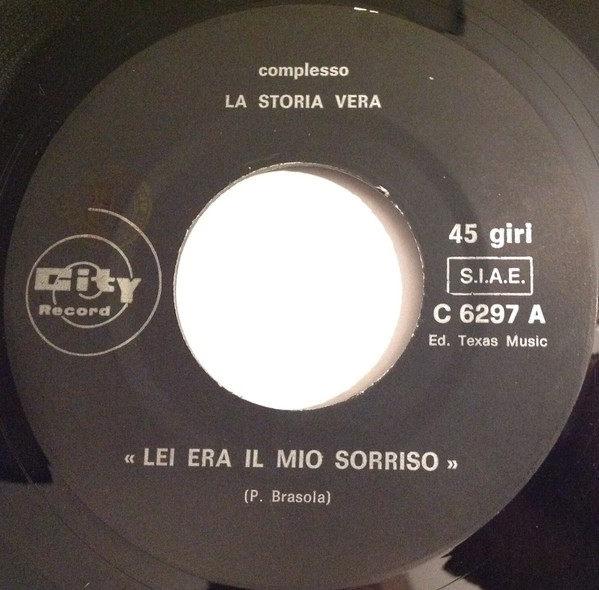 complesso
LA STORIA VERA
City
Record
45 giri
S.I.A.E.
C 6297 A
Ed. Texas Music
« LEI ERA IL MIO SORRISO »
(P. Brasola)